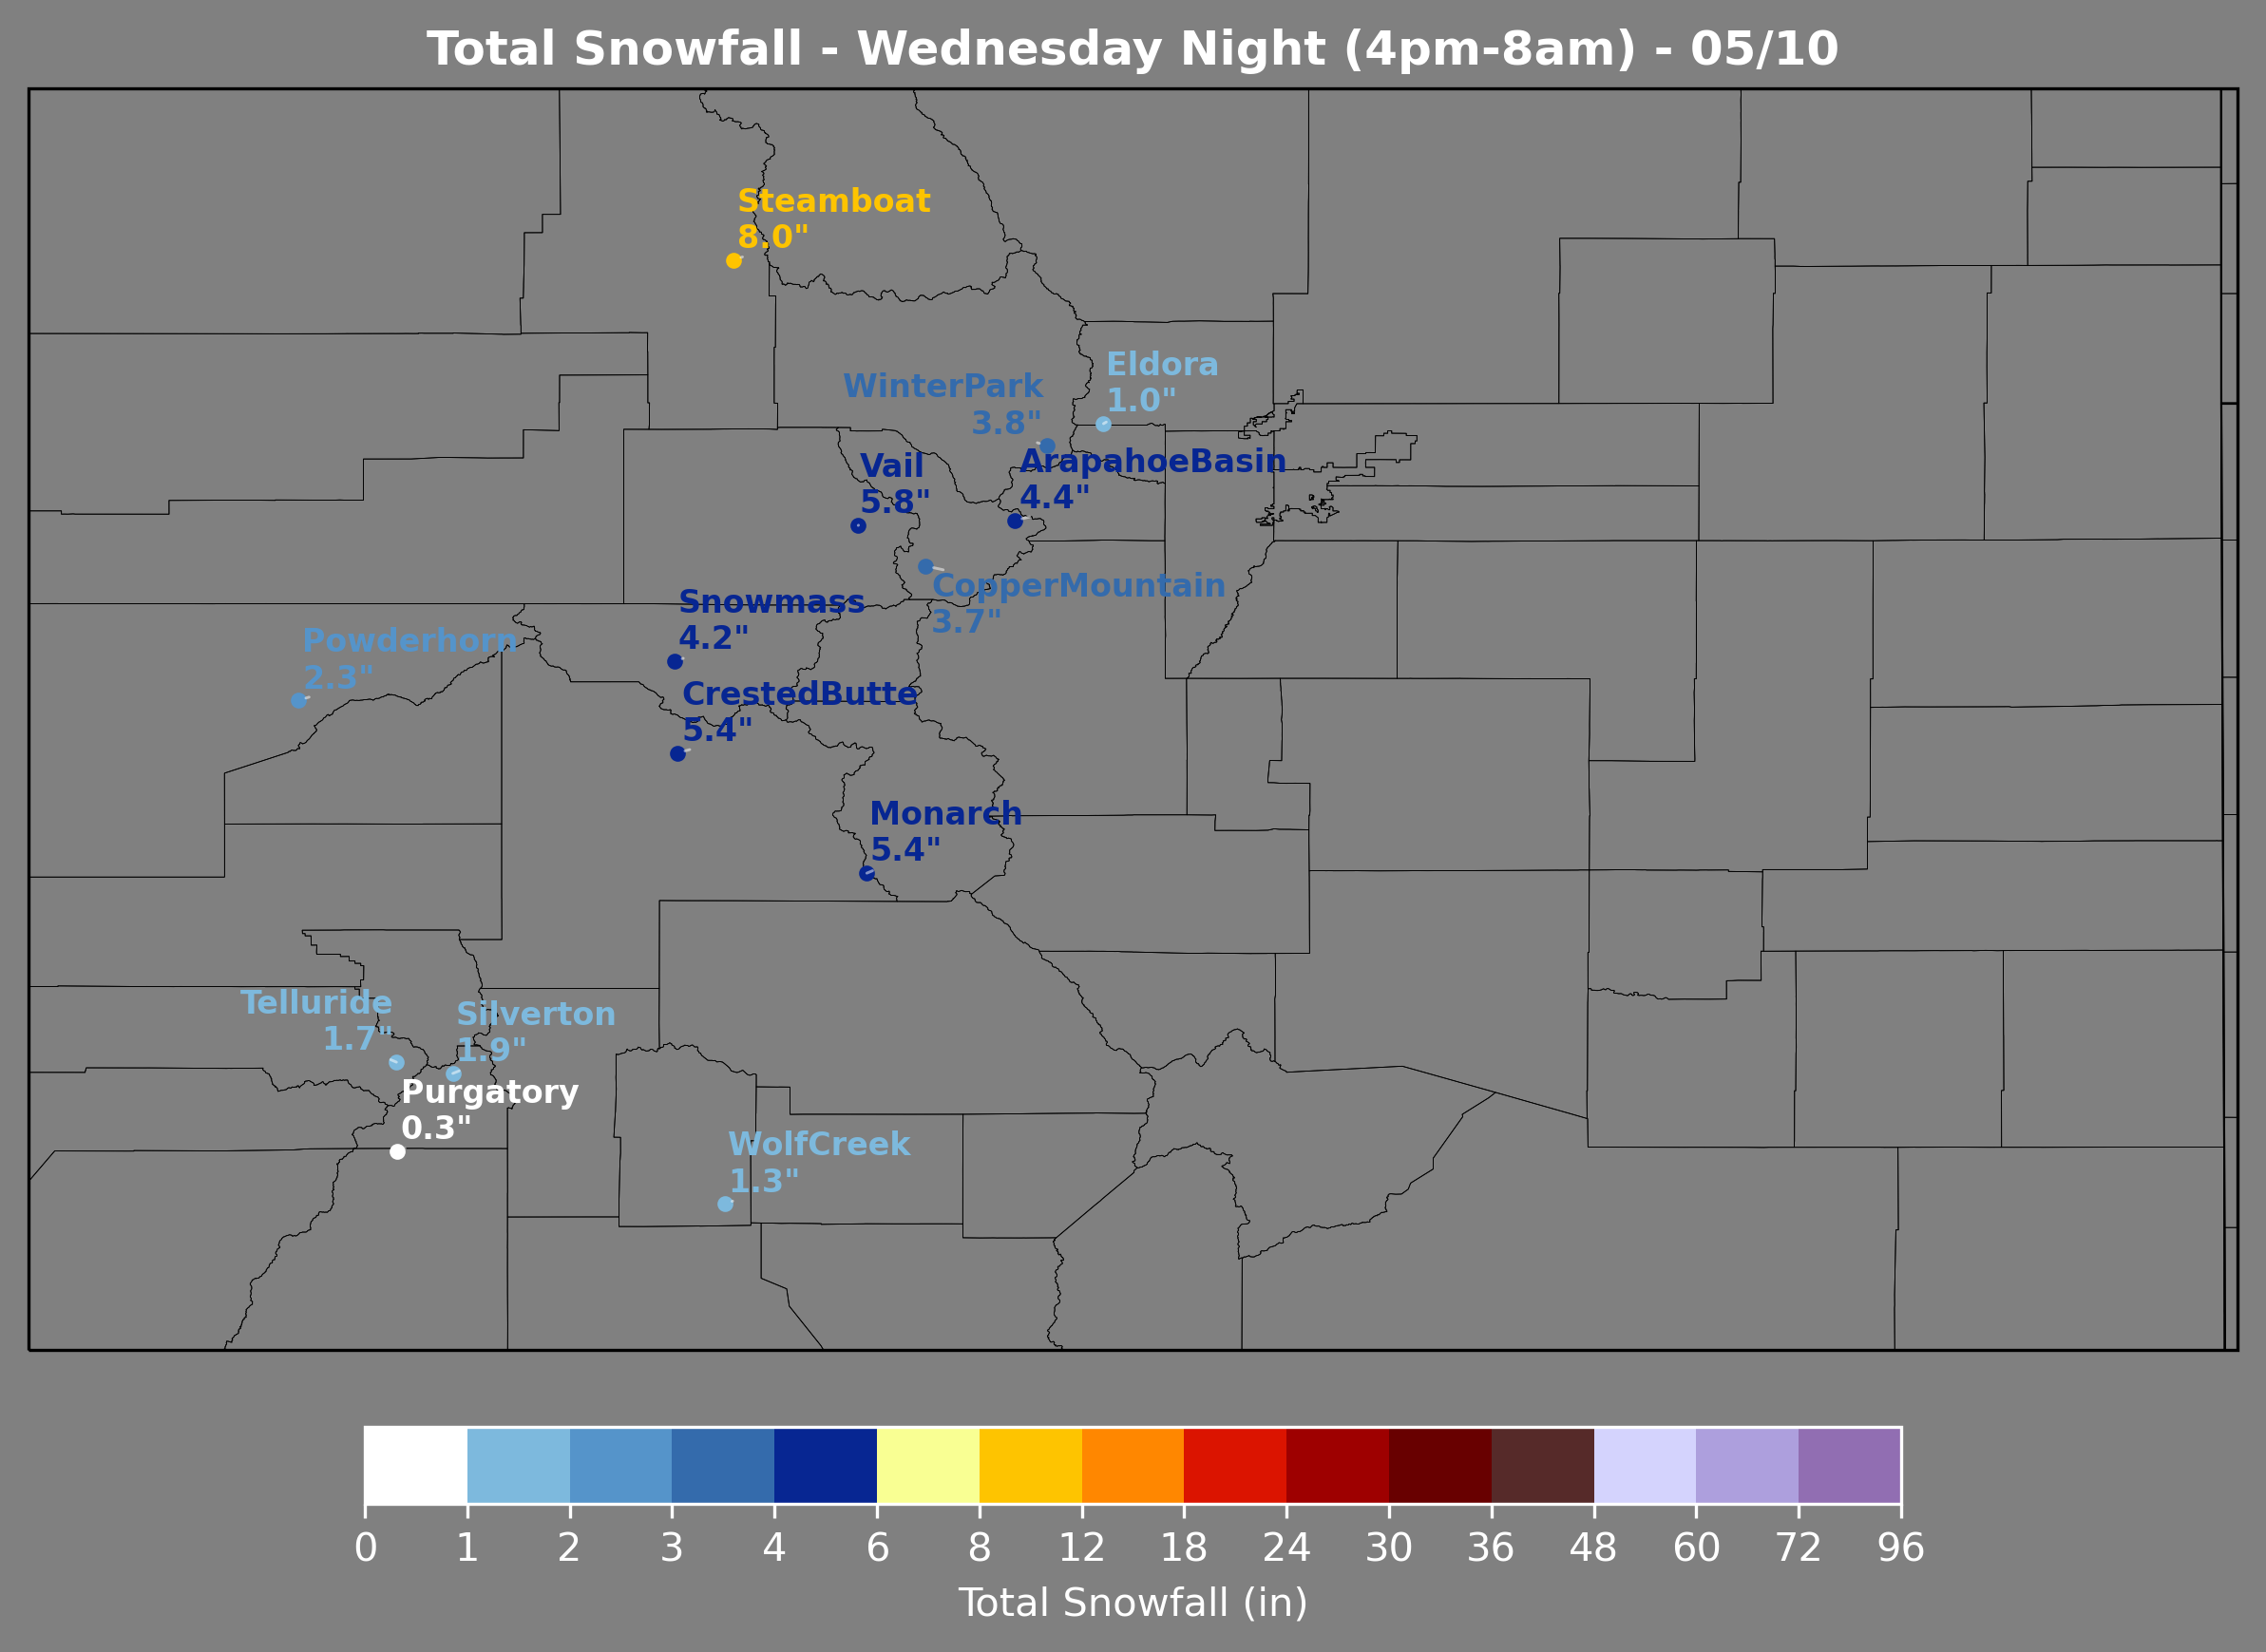 Total Snowfall - Wednesday Night (4pm-8am) - 05/10
Steamboat
8.0"
Eldora
1.0"
WinterPark
3.8"
ArapahoeBasin
4.4"
Vail
5.8"
CopperMountain
3.7"
Snowmass
4.2"
Powderhorn
2.3"
CrestedButte
5.4"
Monarch
5.4"
Telluride
1.7"
Silverton
1.9"
Purgatory
0.3"
WolfCreek
1.3"
0 1 2 3 4 6 8 12 18 24 30 36 48 60 72 96
Total Snowfall (in)